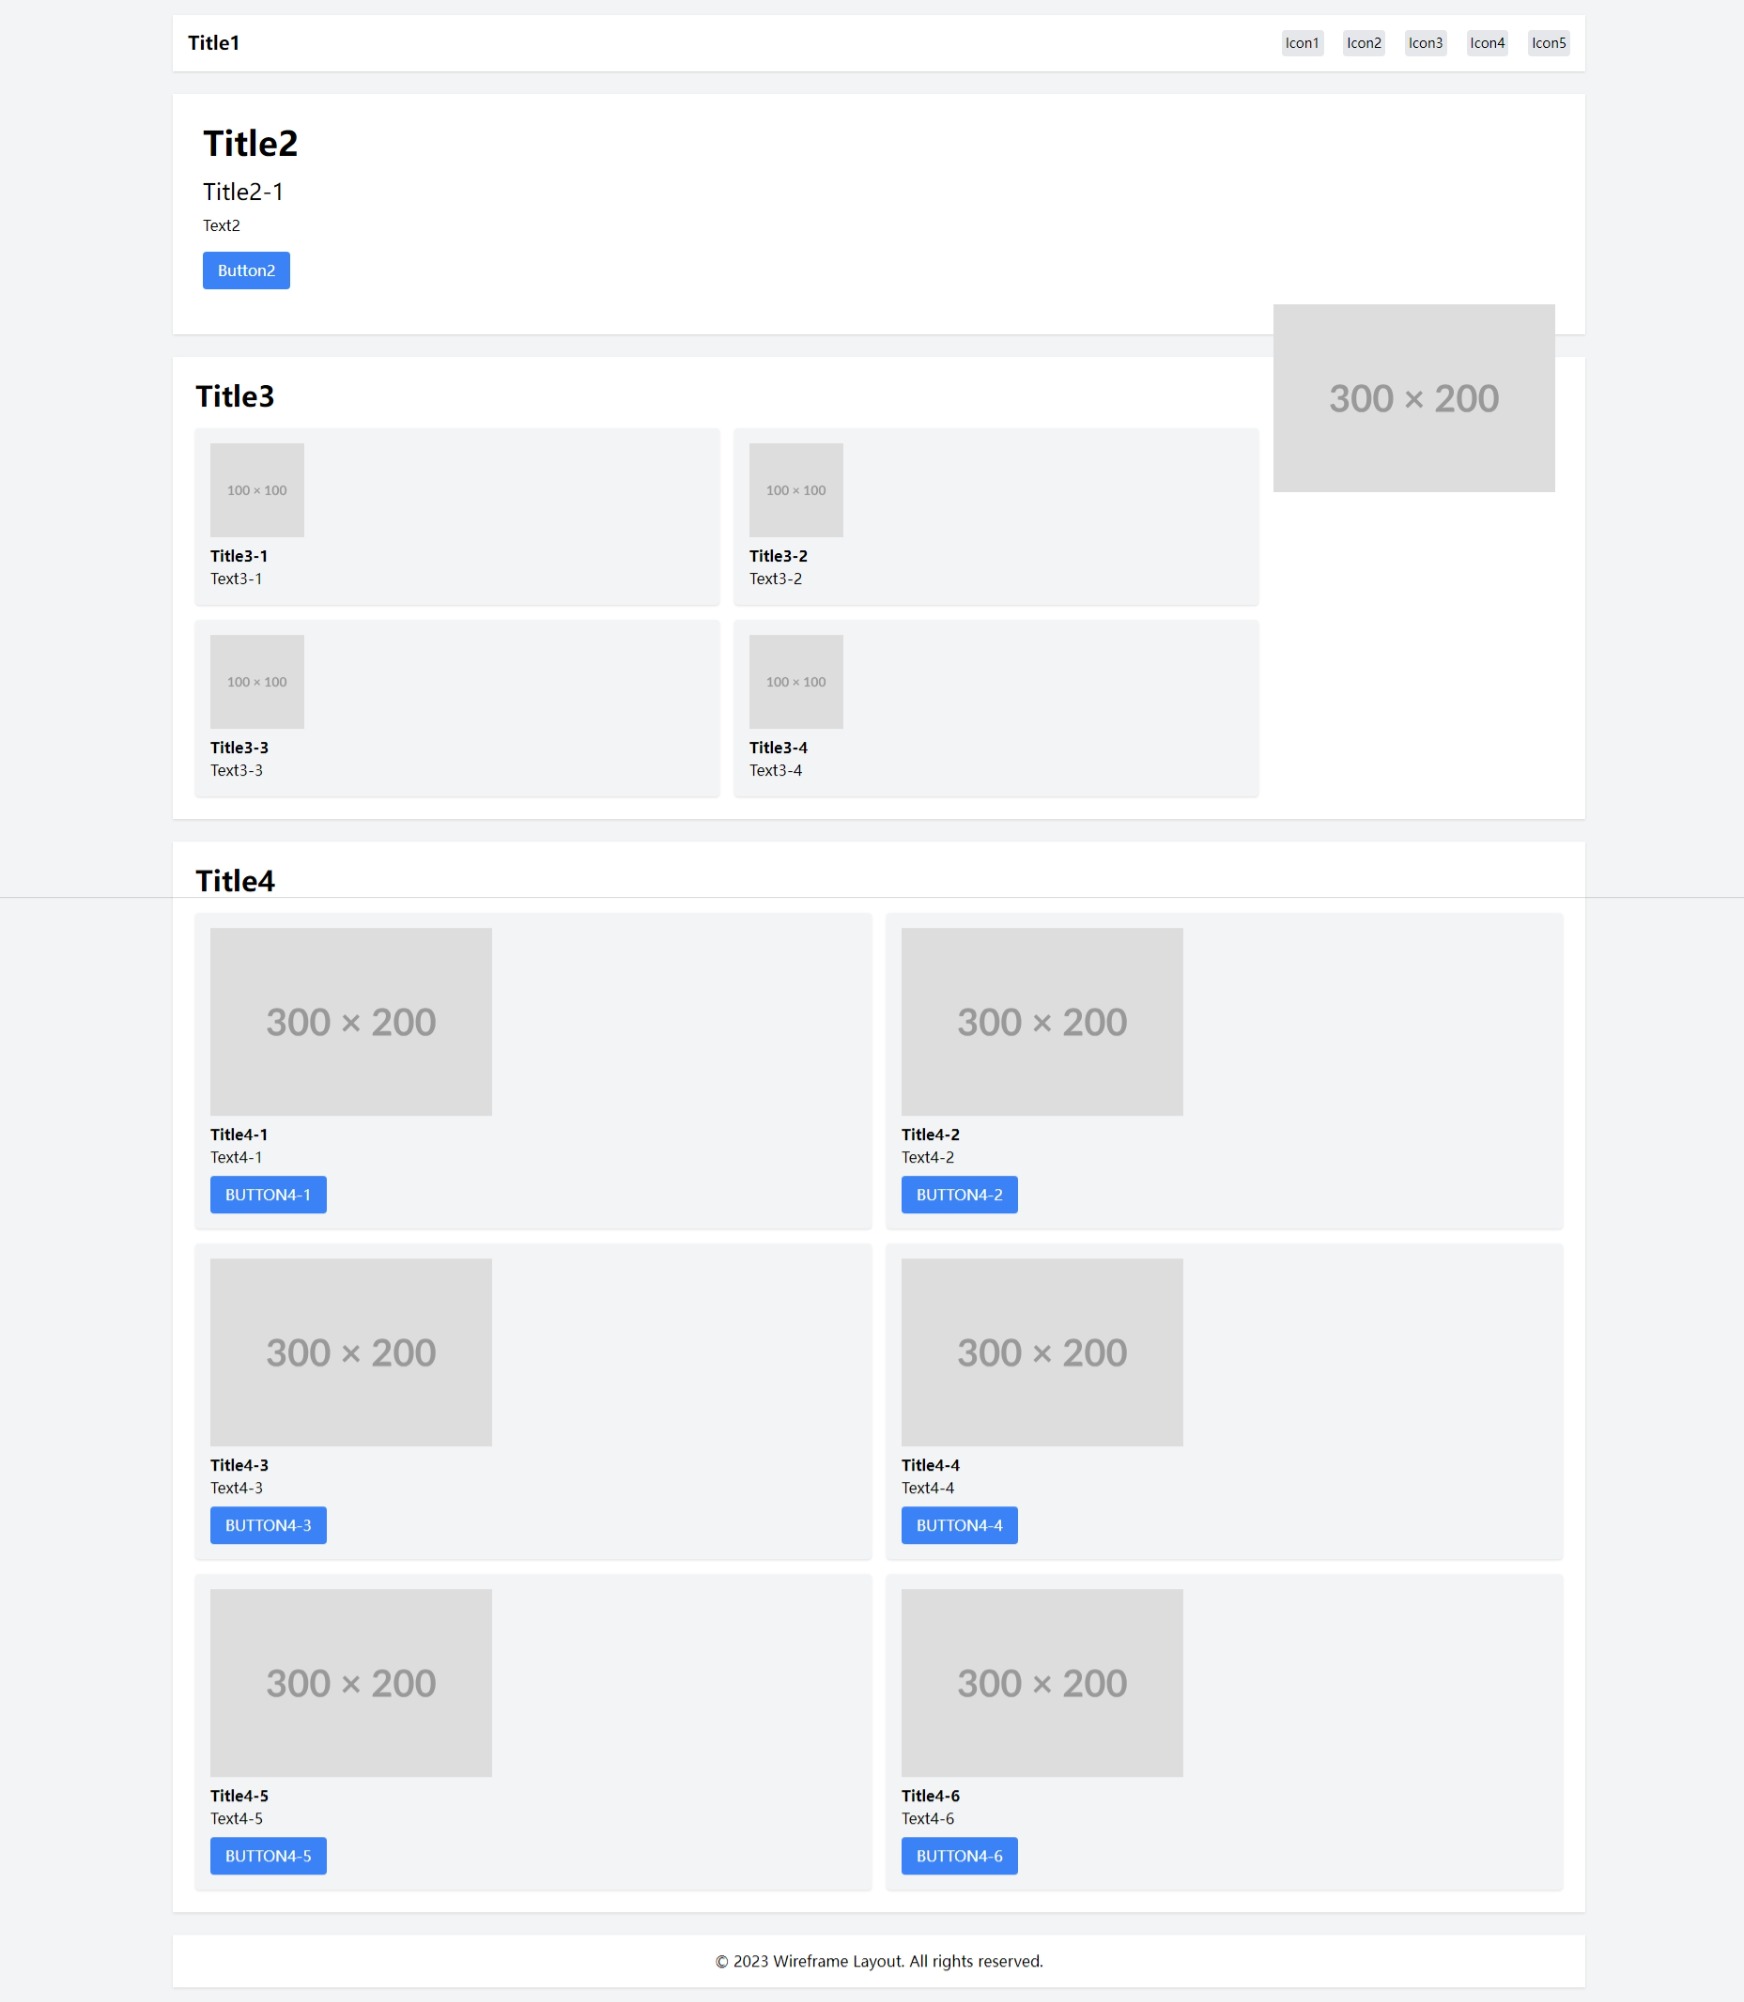 Title1
Icon1 Icon2 Icon3 Icon4 Icon5
Title2
Title2-1
Text2
Button2
300 × 200
Title3
100 × 100
Title3-1
Text3-1
100 × 100
Title3-2
Text3-2
100 × 100
Title3-3
Text3-3
100 × 100
Title3-4
Text3-4
Title4
300 × 200
Title4-1
Text4-1
BUTTON4-1
300 × 200
Title4-2
Text4-2
BUTTON4-2
300 × 200
Title4-3
Text4-3
BUTTON4-3
300 × 200
Title4-4
Text4-4
BUTTON4-4
300 × 200
Title4-5
Text4-5
BUTTON4-5
300 × 200
Title4-6
Text4-6
BUTTON4-6
© 2023 Wireframe Layout. All rights reserved.